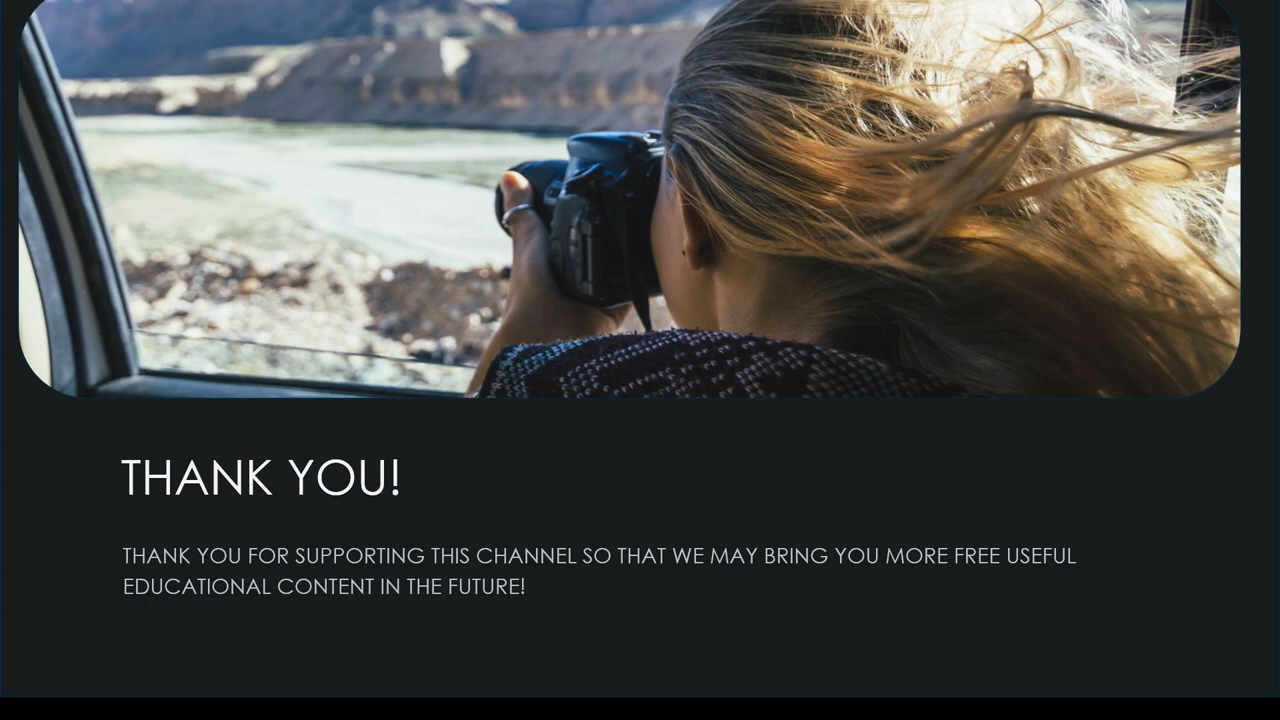 THANK YOU!
THANK YOU FOR SUPPORTING THIS CHANNEL SO THAT WE MAY BRING YOU MORE FREE USEFUL
EDUCATIONAL CONTENT IN THE FUTURE!